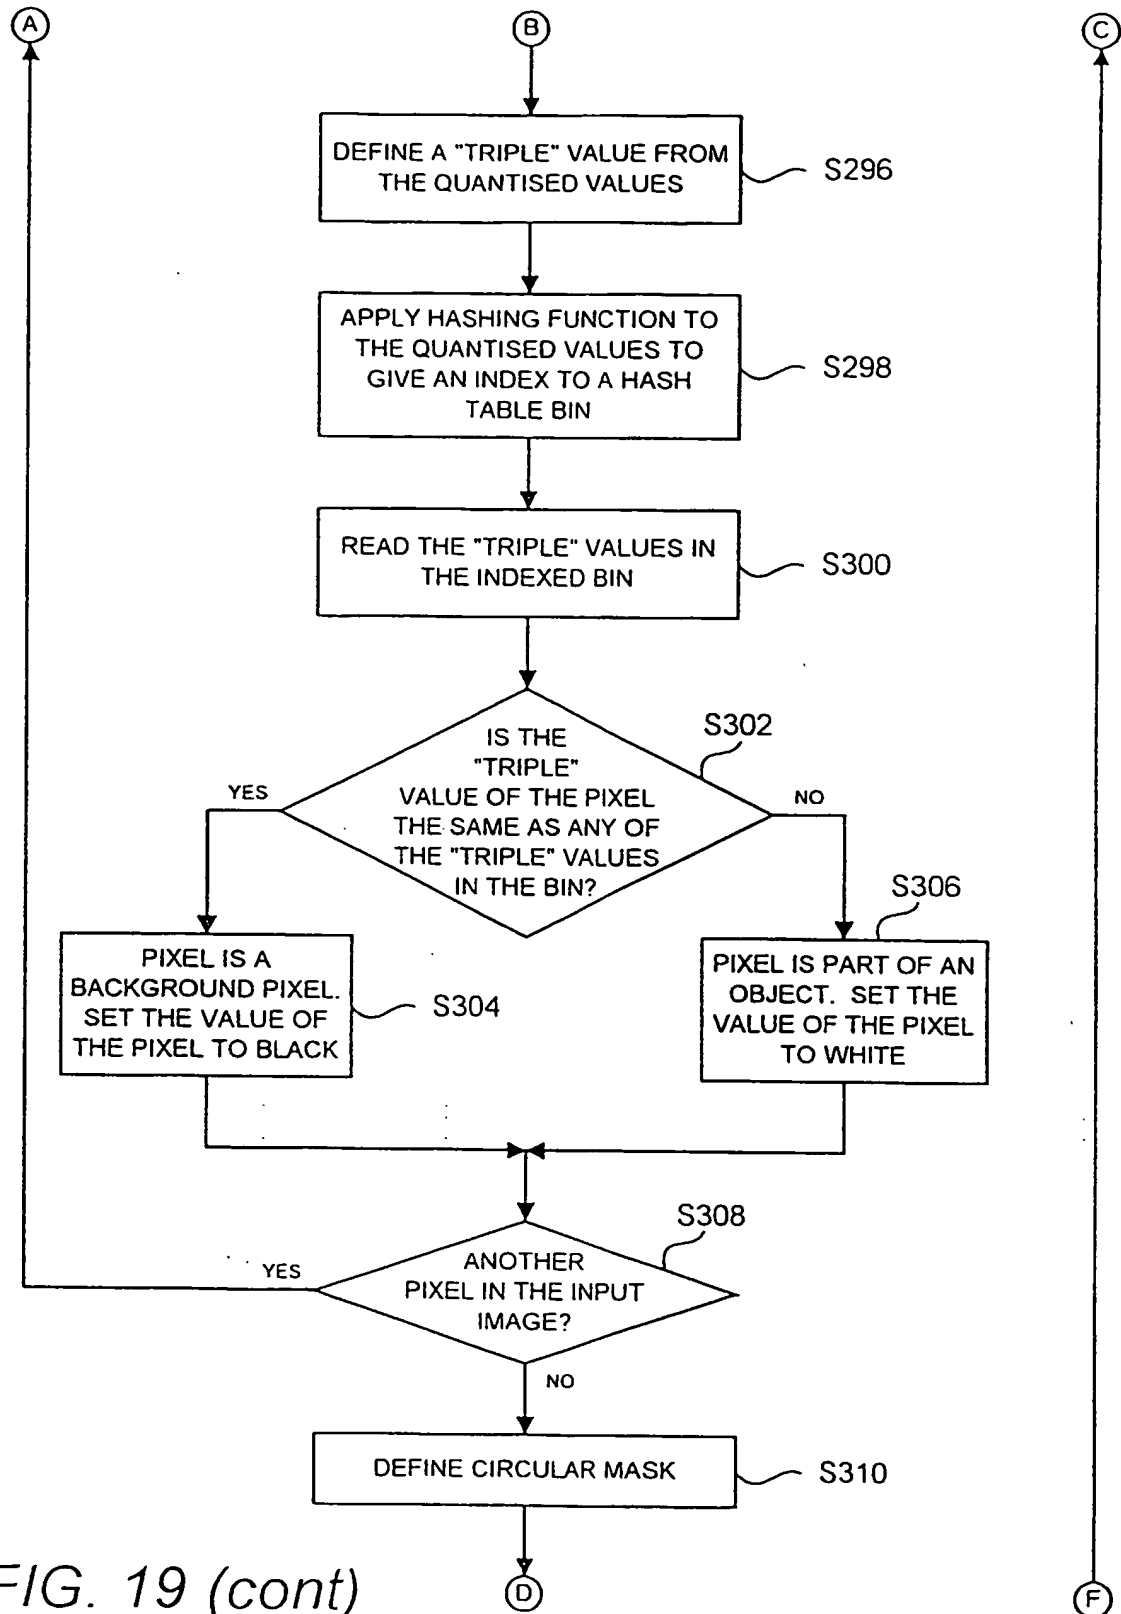 A
B
C
DEFINE A "TRIPLE" VALUE FROM
THE QUANTISED VALUES
S296
APPLY HASHING FUNCTION TO
THE QUANTISED VALUES TO
GIVE AN INDEX TO A HASH
TABLE BIN
S298
READ THE "TRIPLE" VALUES IN
THE INDEXED BIN
S300
S302
IS THE
"TRIPLE"
VALUE OF THE PIXEL
THE SAME AS ANY OF
THE "TRIPLE" VALUES
IN THE BIN?
YES
NO
S306
PIXEL IS A
BACKGROUND PIXEL.
SET THE VALUE OF
THE PIXEL TO BLACK
S304
PIXEL IS PART OF AN
OBJECT. SET THE
VALUE OF THE PIXEL
TO WHITE
S308
ANOTHER
PIXEL IN THE INPUT
IMAGE?
YES
NO
DEFINE CIRCULAR MASK
S310
FIG. 19 (cont)
D
F